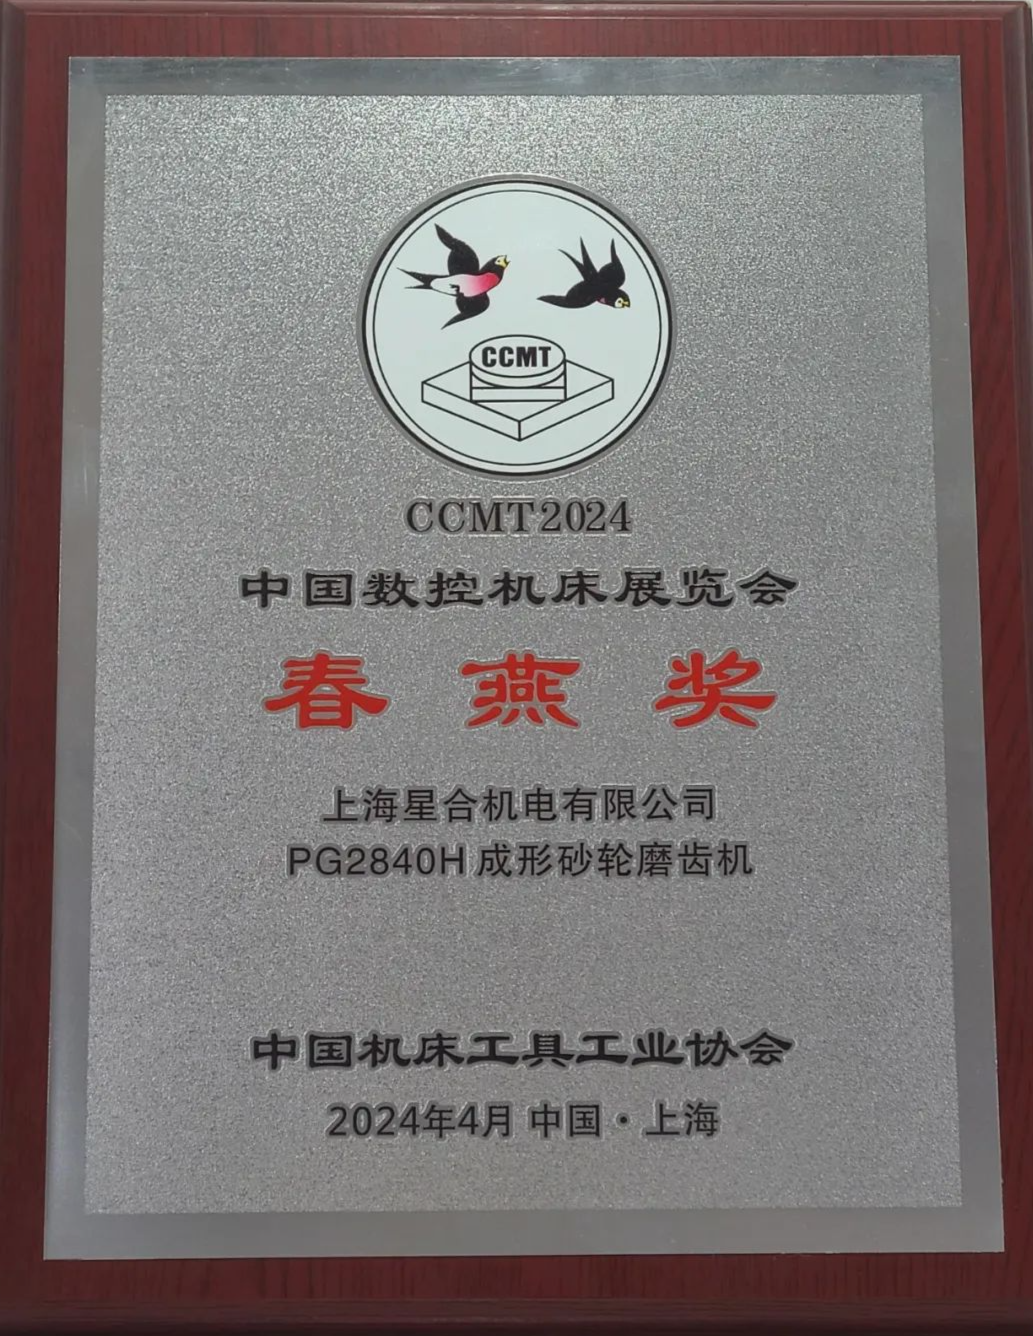 CCMT
CCMT2024
中国数控机床展览会
春燕奖
上海星合机电有限公司
PG2840H 成形砂轮磨齿机
中国机床工具工业协会
2024年4月 中国·上海